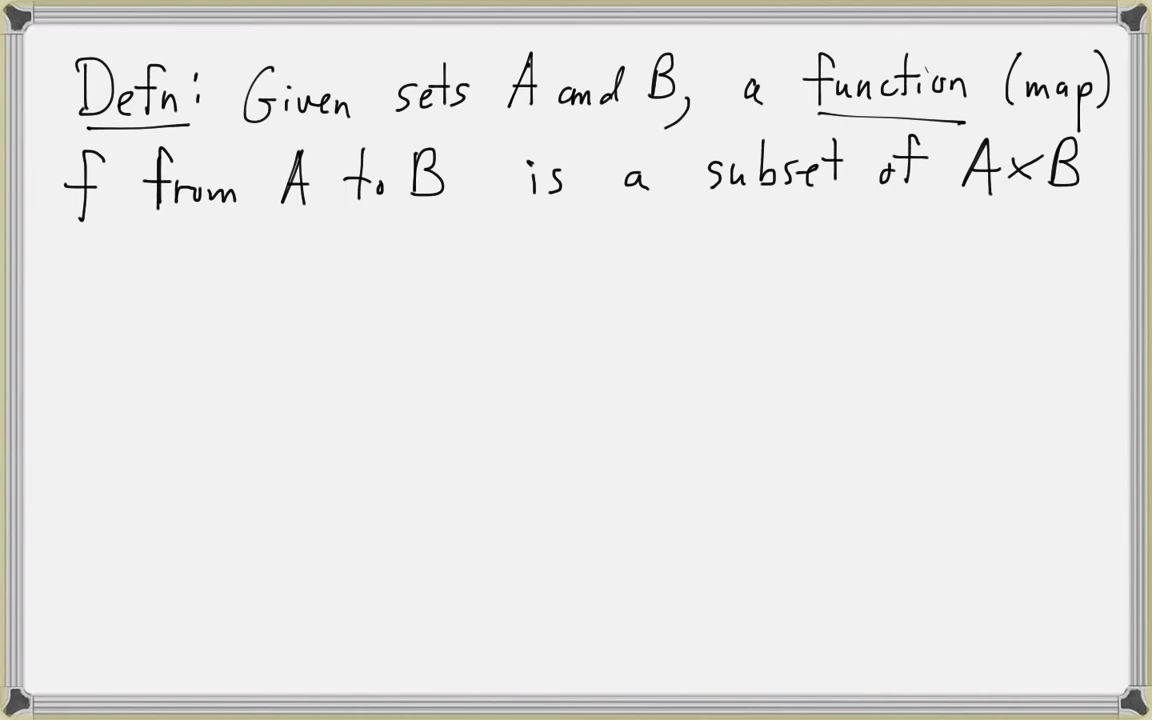 Defn: Given sets A and B, a function (map)
f from A to B is a subset of A×B